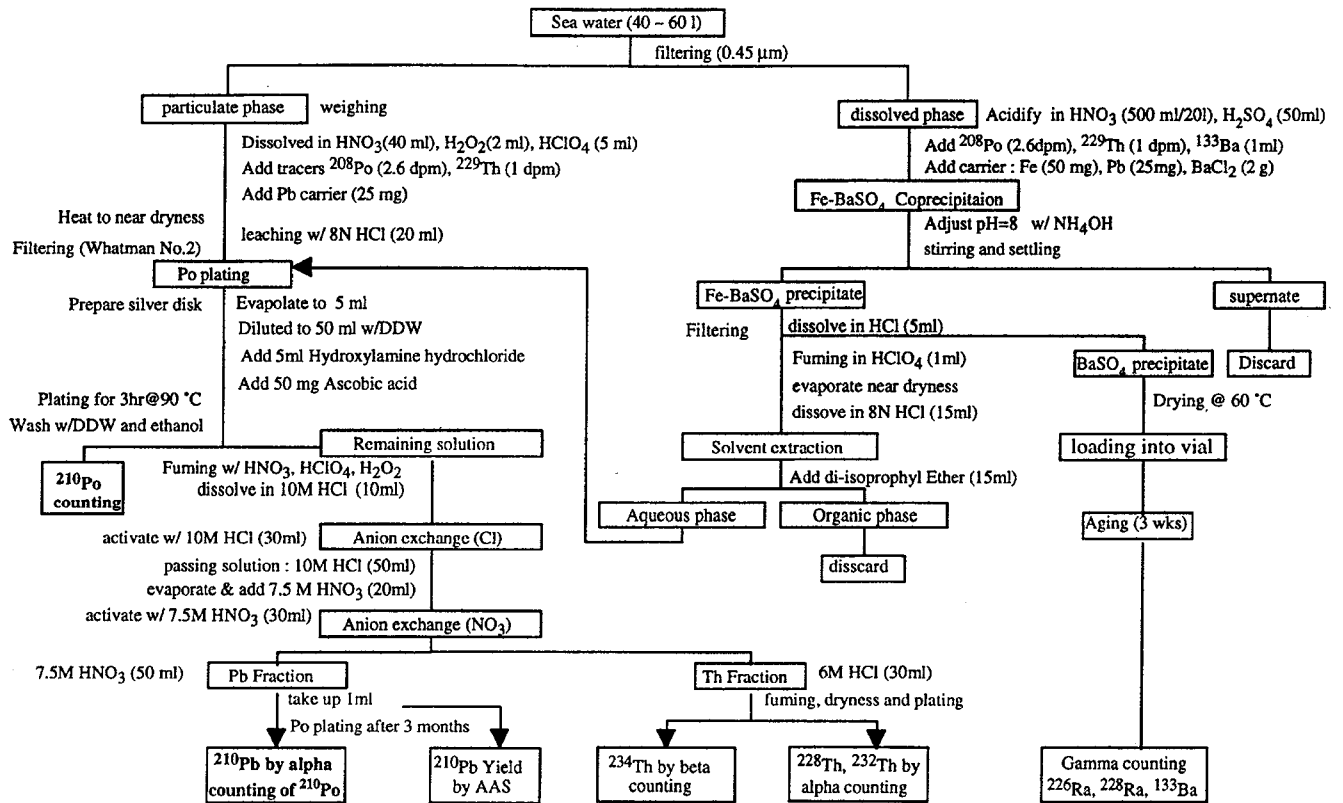 Sea water (40 ~ 60 l)
filtering (0.45 μm)
particulate phase
weighing
Dissolved in HNO3(40 ml), H2O2(2 ml), HClO4 (5 ml)
Add tracers 208Po (2.6 dpm), 229Th (1 dpm)
Add Pb carrier (25 mg)
Heat to near dryness
leaching w/ 8N HCl (20 ml)
Filtering (Whatman No.2)
Po plating
Prepare silver disk
Evapolate to 5 ml
Diluted to 50 ml w/DDW
Add 5ml Hydroxylamine hydrochloride
Add 50 mg Ascobic acid
Plating for 3hr@90 °C
Wash w/DDW and ethanol
210Po
counting
Remaining solution
Fuming w/ HNO3, HClO4, H2O2
dissolve in 10M HCl (10ml)
activate w/ 10M HCl (30ml)
Anion exchange (Cl)
passing solution : 10M HCl (50ml)
evaporate & add 7.5 M HNO3 (20ml)
activate w/ 7.5M HNO3 (30ml)
Anion exchange (NO3)
7.5M HNO3 (50 ml)
Pb Fraction
take up 1ml
Po plating after 3 months
210Pb by alpha
counting of 210Po
210Pb Yield
by AAS
Th Fraction
6M HCl (30ml)
fuming, dryness and plating
234Th by beta
counting
228Th, 232Th by
alpha counting
dissolved phase
Acidify in HNO3 (500 ml/20l), H2SO4 (50ml)
Add 208Po (2.6dpm), 229Th (1 dpm), 133Ba (1ml)
Add carrier : Fe (50 mg), Pb (25mg), BaCl2 (2 g)
Fe-BaSO4 Coprecipitaion
Adjust pH=8 w/ NH4OH
stirring and settling
Fe-BaSO4 precipitate
supernate
Filtering
dissolve in HCl (5ml)
Fuming in HClO4 (1ml)
evaporate near dryness
dissove in 8N HCl (15ml)
BaSO4 precipitate
Discard
Drying @ 60 °C
Solvent extraction
loading into vial
Add di-isoprophyl Ether (15ml)
Aqueous phase
Organic phase
Aging (3 wks)
disscard
Gamma counting
226Ra, 228Ra, 133Ba